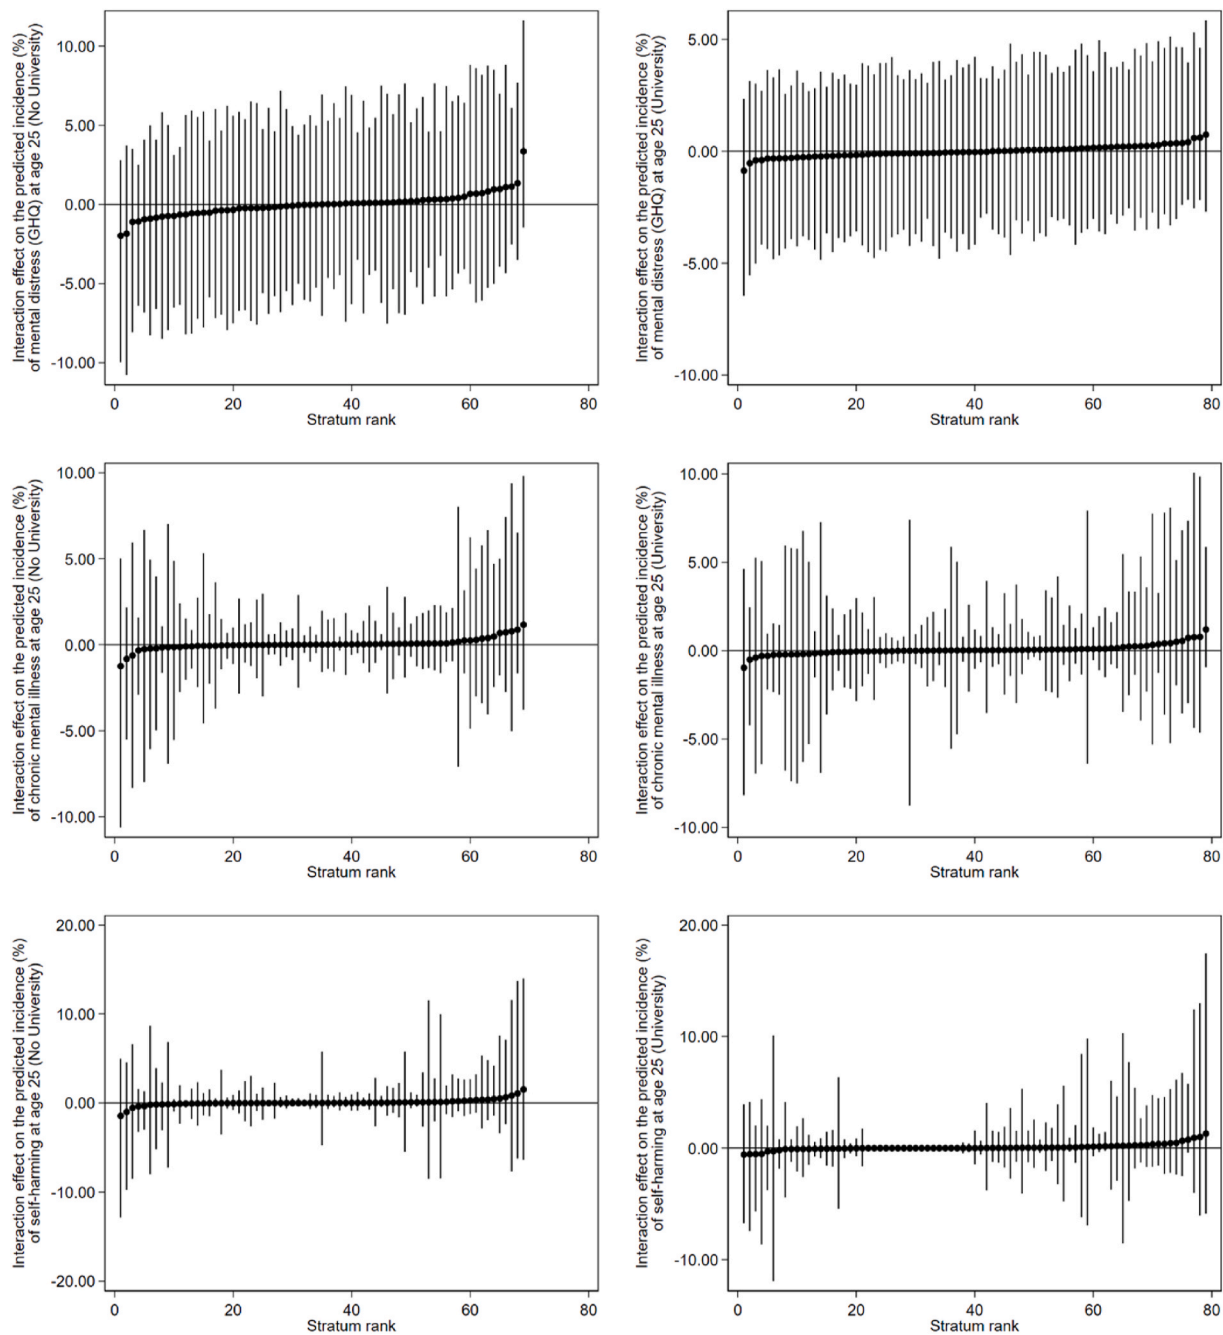 Interaction effect on the predicted incidence (%)
of mental distress (GHQ) at age 25 (No University)
10.00
5.00
0.00
-5.00
-10.00
0 20 40 60 80
Stratum rank
Interaction effect on the predicted incidence (%)
of mental distress (GHQ) at age 25 (University)
5.00
0.00
-5.00
-10.00
0 20 40 60 80
Stratum rank
Interaction effect on the predicted incidence (%)
of chronic mental illness at age 25 (No University)
10.00
5.00
0.00
-5.00
-10.00
0 20 40 60 80
Stratum rank
Interaction effect on the predicted incidence (%)
of chronic mental illness at age 25 (University)
10.00
5.00
0.00
-5.00
-10.00
0 20 40 60 80
Stratum rank
Interaction effect on the predicted incidence (%)
of self-harming at age 25 (No University)
20.00
10.00
0.00
-10.00
-20.00
0 20 40 60 80
Stratum rank
Interaction effect on the predicted incidence (%)
of self-harming at age 25 (University)
20.00
10.00
0.00
-10.00
0 20 40 60 80
Stratum rank